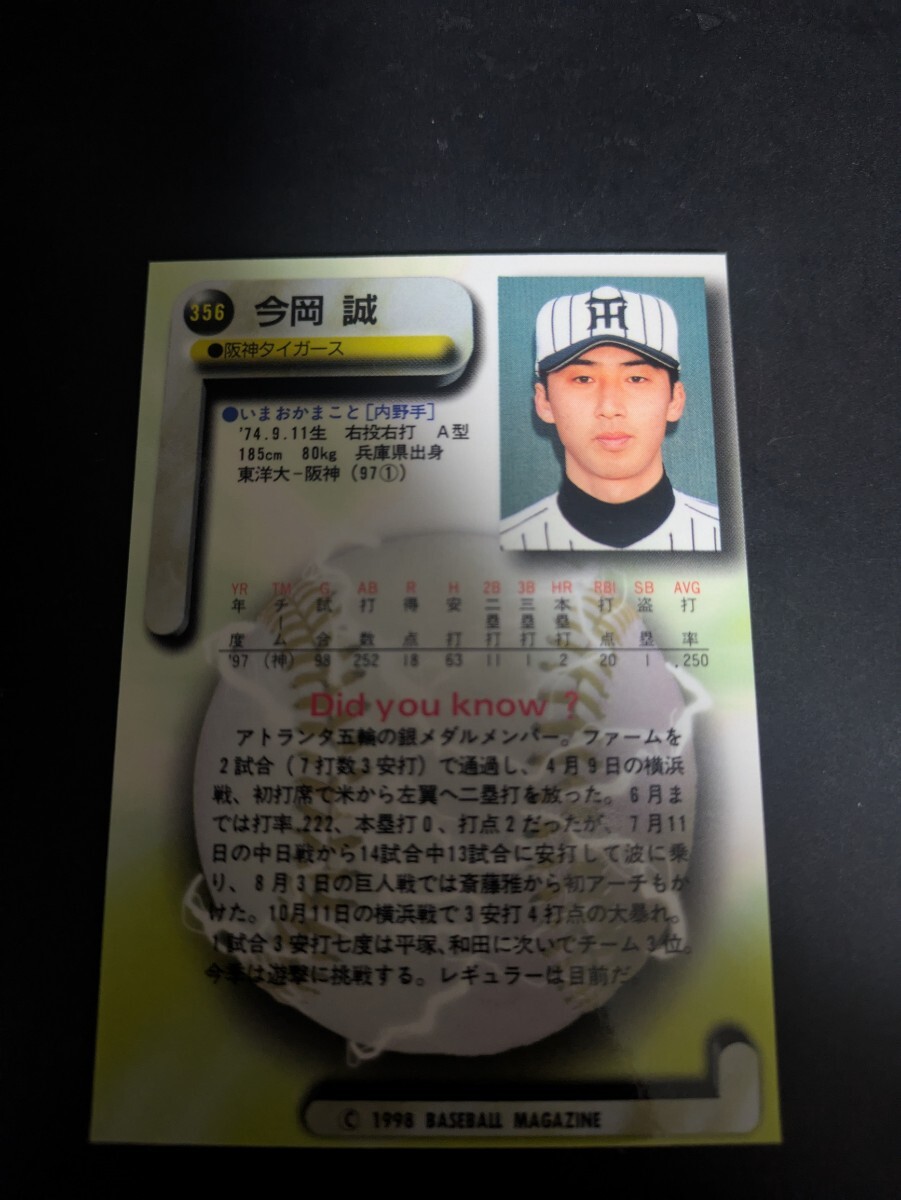 356 今岡 誠
●阪神タイガース
TH
●いまおかまこと［内野手］
'74.9.11生 右投右打 A型
185cm 80kg 兵庫県出身
東洋大－阪神（97①）
YR TM G AB R H 2B 3B HR RBI SB AVG
年度 チーム 試合 打数 得点 安打 二塁打 三塁打 本塁打 打点 盗塁 打率
'97 (神) 98 252 18 63 11 1 2 20 1 .250
Did you know ?
アトランタ五輪の銀メダルメンバー。ファームを
2試合（7打数3安打）で通過し、4月9日の横浜
戦、初打席で米から左翼へ二塁打を放った。6月ま
では打率.222、本塁打0、打点2だったが、7月11
日の中日戦から14試合中13試合に安打して波に乗
り、8月3日の巨人戦では斎藤雅から初アーチもか
けた。10月11日の横浜戦で3安打4打点の大暴れ。
1試合3安打七度は平塚、和田に次いでチーム3位。
今季は遊撃に挑戦する。レギュラーは目前だ。
© 1998 BASEBALL MAGAZINE